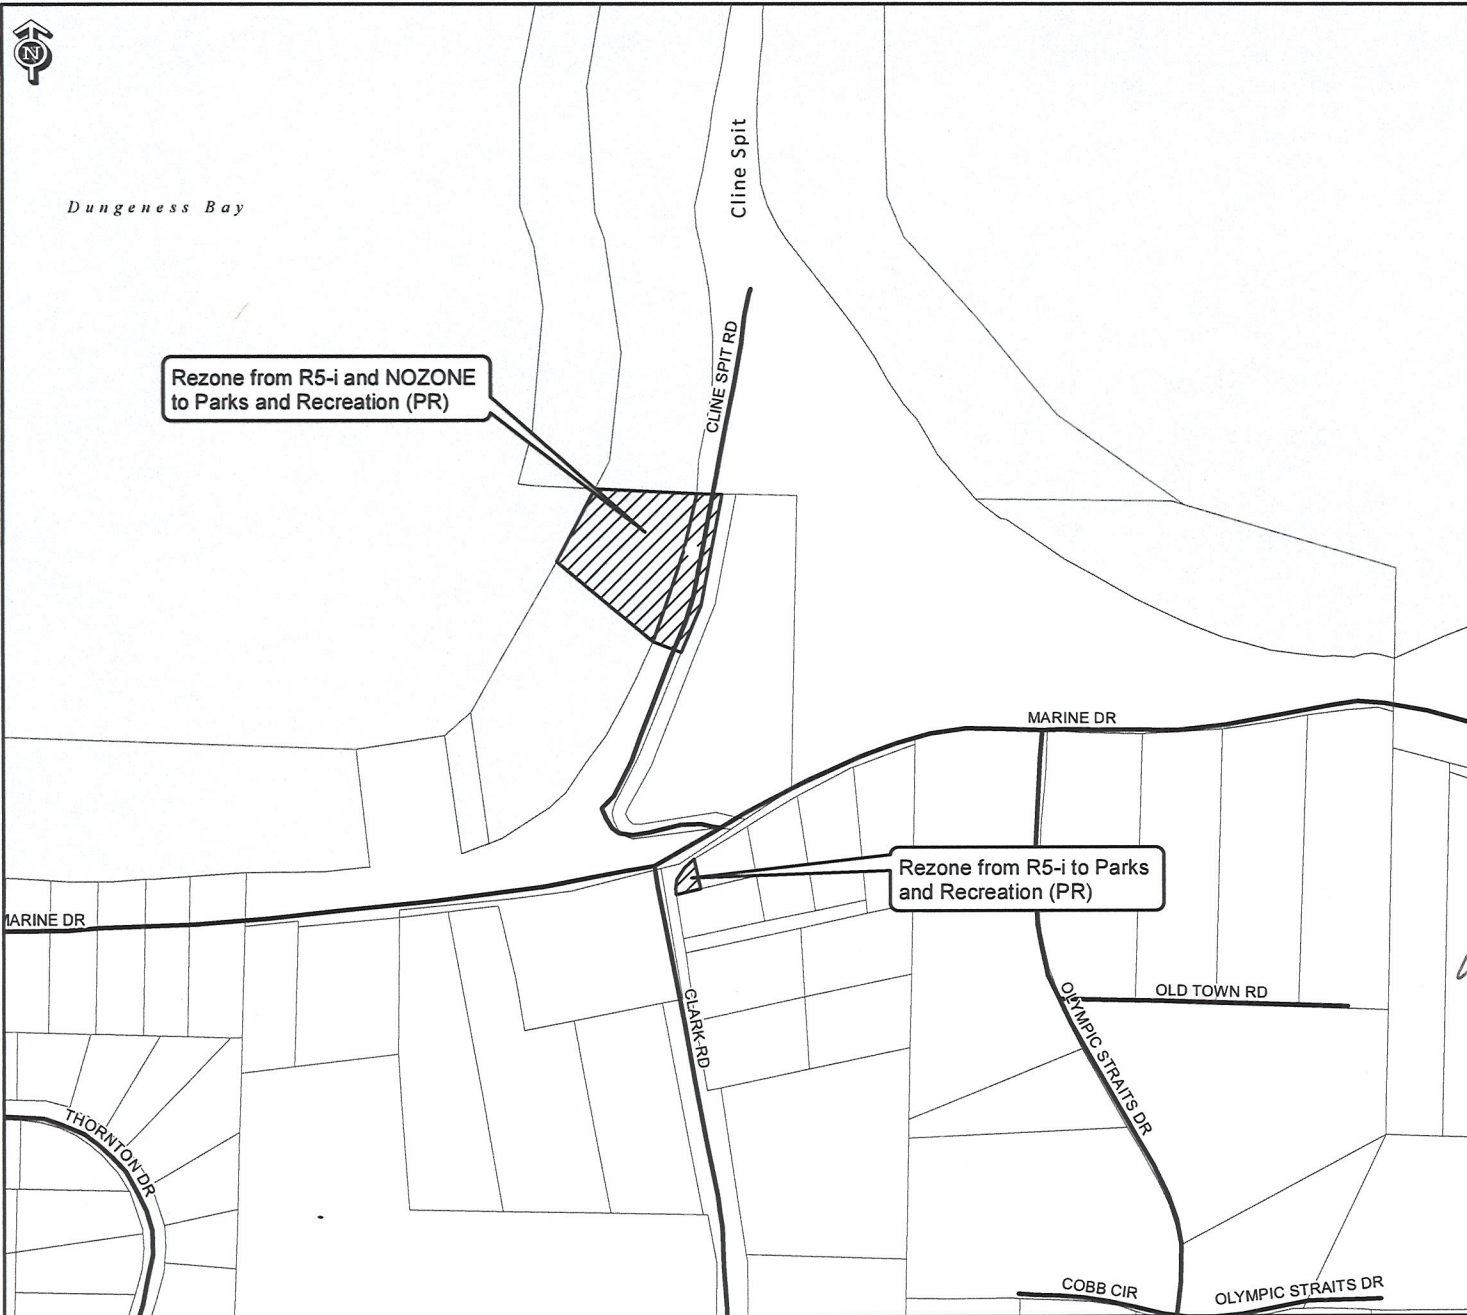 N
Cline Spit
Dungeness Bay
CLINE SPIT RD
Rezone from R5-i and NOZONE
to Parks and Recreation (PR)
MARINE DR
Rezone from R5-i to Parks
and Recreation (PR)
MARINE DR
OLD TOWN RD
CLARK RD
OLYMPIC STRAITS DR
THORNTON DR
COBB CIR
OLYMPIC STRAITS DR